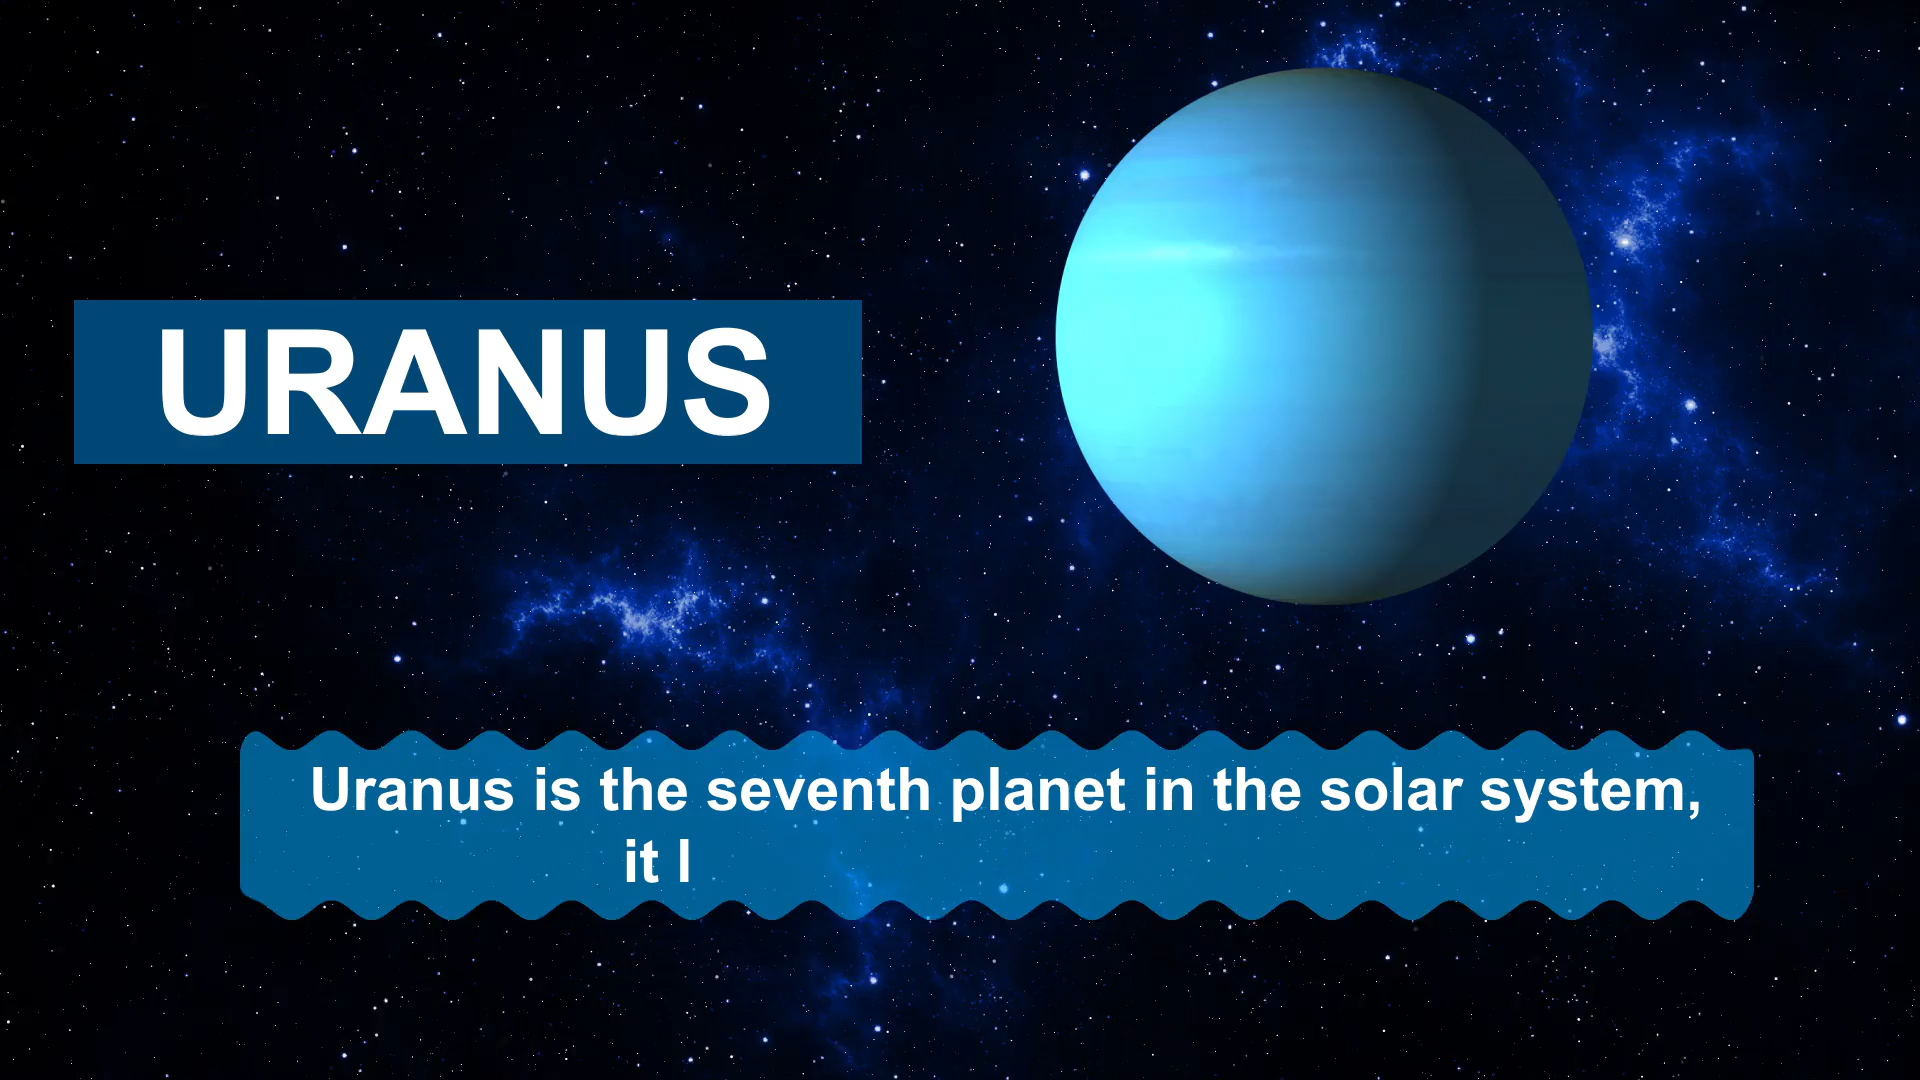 URANUS
Uranus is the seventh planet in the solar system,
it l